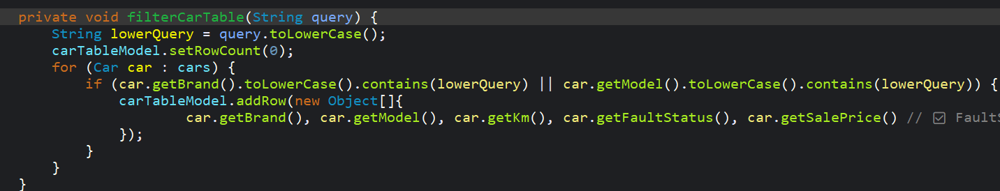 private void filterCarTable(String query) {
String lowerQuery = query.toLowerCase();
carTableModel.setRowCount(0);
for (Car car : cars) {
if (car.getBrand().toLowerCase().contains(lowerQuery) || car.getModel().toLowerCase().contains(lowerQuery)) {
carTableModel.addRow(new Object[]{
car.getBrand(), car.getModel(), car.getKm(), car.getFaultStatus(), car.getSalePrice() // ☑ Fault
});
}
}
}